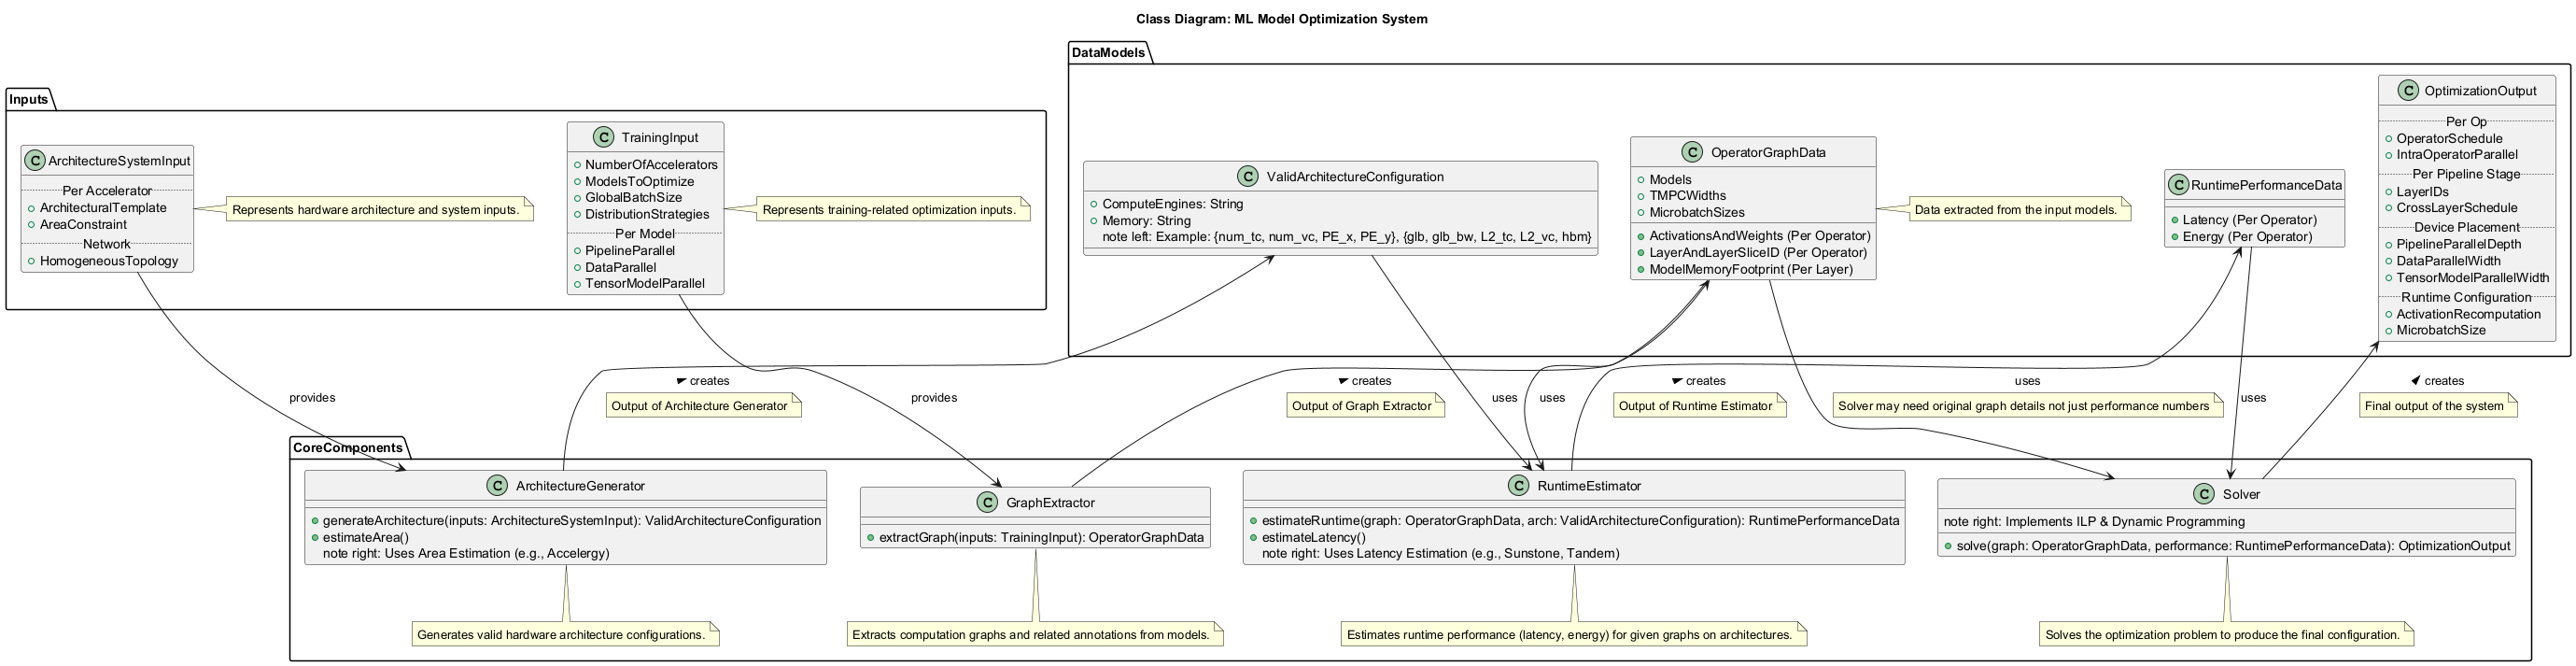 Class Diagram: ML Model Optimization System
Inputs
C ArchitectureSystemInput
Per Accelerator
ArchitecturalTemplate
AreaConstraint
Network
HomogeneousTopology
Represents hardware architecture and system inputs.
C TrainingInput
NumberOfAccelerators
ModelsToOptimize
GlobalBatchSize
DistributionStrategies
Per Model
PipelineParallel
DataParallel
TensorModelParallel
Represents training-related optimization inputs.
DataModels
C ValidArchitectureConfiguration
ComputeEngines: String
Memory: String
note left: Example: {num_tc, num_vc, PE_x, PE_y}, {glb, glb_bw, L2_tc, L2_vc, hbm}
C OperatorGraphData
Models
TMPCWidths
MicrobatchSizes
ActivationsAndWeights (Per Operator)
LayerAndLayerSliceID (Per Operator)
ModelMemoryFootprint (Per Layer)
Data extracted from the input models.
C RuntimePerformanceData
Latency (Per Operator)
Energy (Per Operator)
C OptimizationOutput
Per Op
OperatorSchedule
IntraOperatorParallel
Per Pipeline Stage
LayerIDs
CrossLayerSchedule
Device Placement
PipelineParallelDepth
DataParallelWidth
TensorModelParallelWidth
Runtime Configuration
ActivationRecomputation
MicrobatchSize
provides
creates
Output of Architecture Generator
provides
creates
Output of Graph Extractor
uses
uses
creates
Output of Runtime Estimator
uses
Solver may need original graph details not just performance numbers
uses
creates
Final output of the system
CoreComponents
C ArchitectureGenerator
generateArchitecture(inputs: ArchitectureSystemInput): ValidArchitectureConfiguration
estimateArea()
note right: Uses Area Estimation (e.g., Accelergy)
Generates valid hardware architecture configurations.
C GraphExtractor
extractGraph(inputs: TrainingInput): OperatorGraphData
Extracts computation graphs and related annotations from models.
C RuntimeEstimator
estimateRuntime(graph: OperatorGraphData, arch: ValidArchitectureConfiguration): RuntimePerformanceData
estimateLatency()
note right: Uses Latency Estimation (e.g., Sunstone, Tandem)
Estimates runtime performance (latency, energy) for given graphs on architectures.
C Solver
note right: Implements ILP & Dynamic Programming
solve(graph: OperatorGraphData, performance: RuntimePerformanceData): OptimizationOutput
Solves the optimization problem to produce the final configuration.